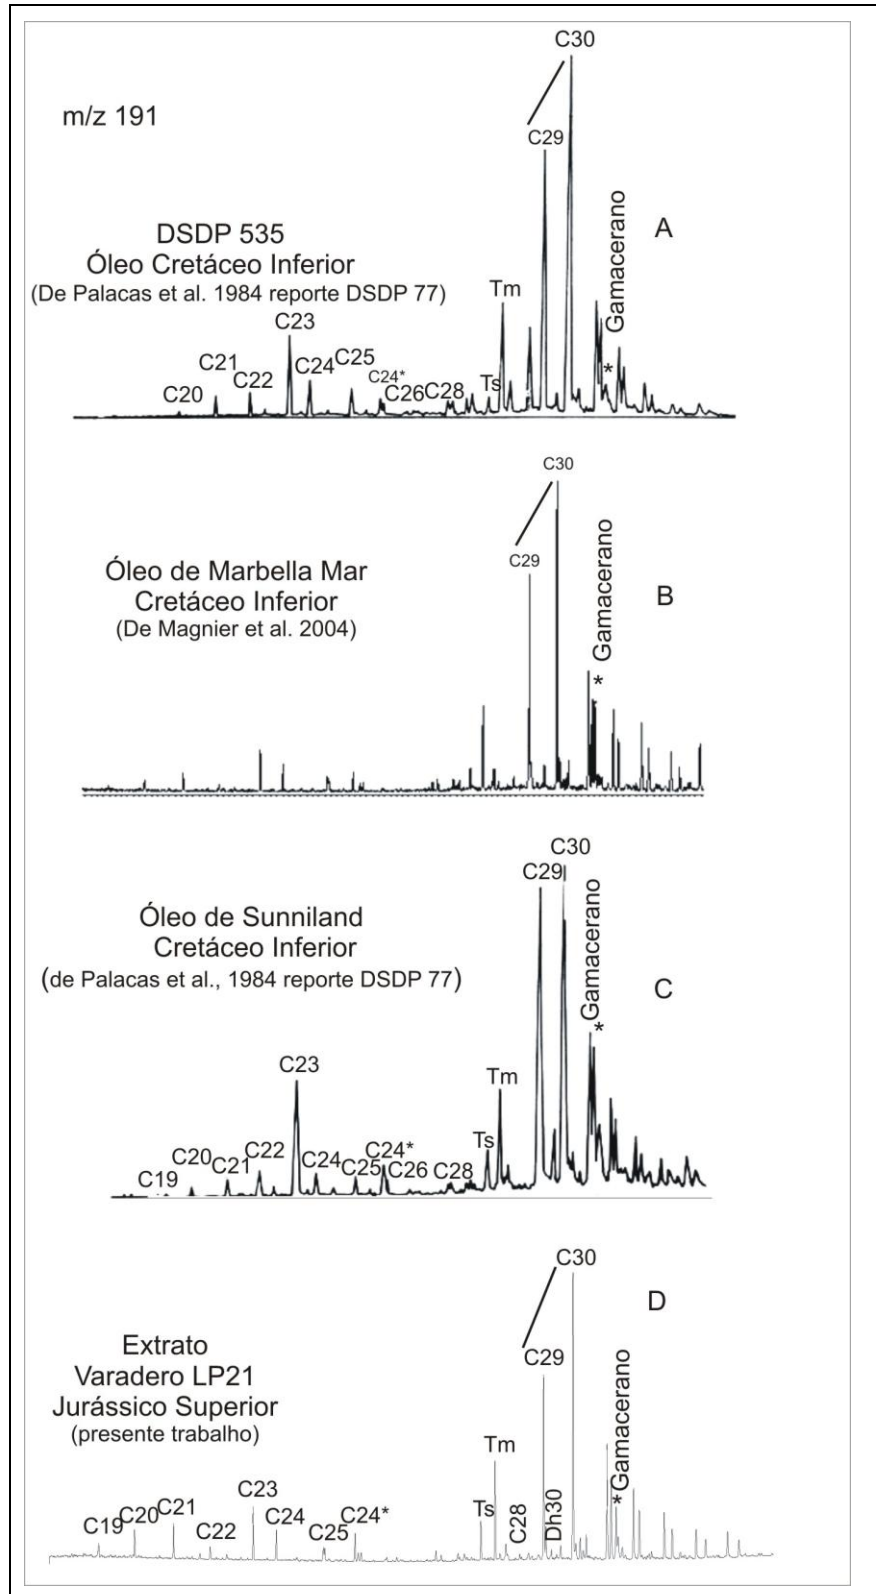 C30
m/z 191
C29
Gamacerano
A
DSDP 535
Óleo Cretáceo Inferior
(De Palacas et al. 1984 reporte DSDP 77)
Tm
C23
C21
C24
C25
C20
C22
C24*
C26
C28
Ts
*
C30
C29
Gamacerano
B
Óleo de Marbella Mar
Cretáceo Inferior
(De Magnier et al. 2004)
*
C30
C29
Gamacerano
Óleo de Sunniland
Cretáceo Inferior
(de Palacas et al., 1984 reporte DSDP 77)
C
*
C23
Tm
Ts
C19
C20
C21
C22
C24
C25
C24*
C26
C28
C30
D
C29
Extrato
Varadero LP21
Jurássico Superior
(presente trabalho)
*Gamacerano
Tm
C23
Ts
C19
C20
C21
C22
C24
C25
C24*
C28
Dh30